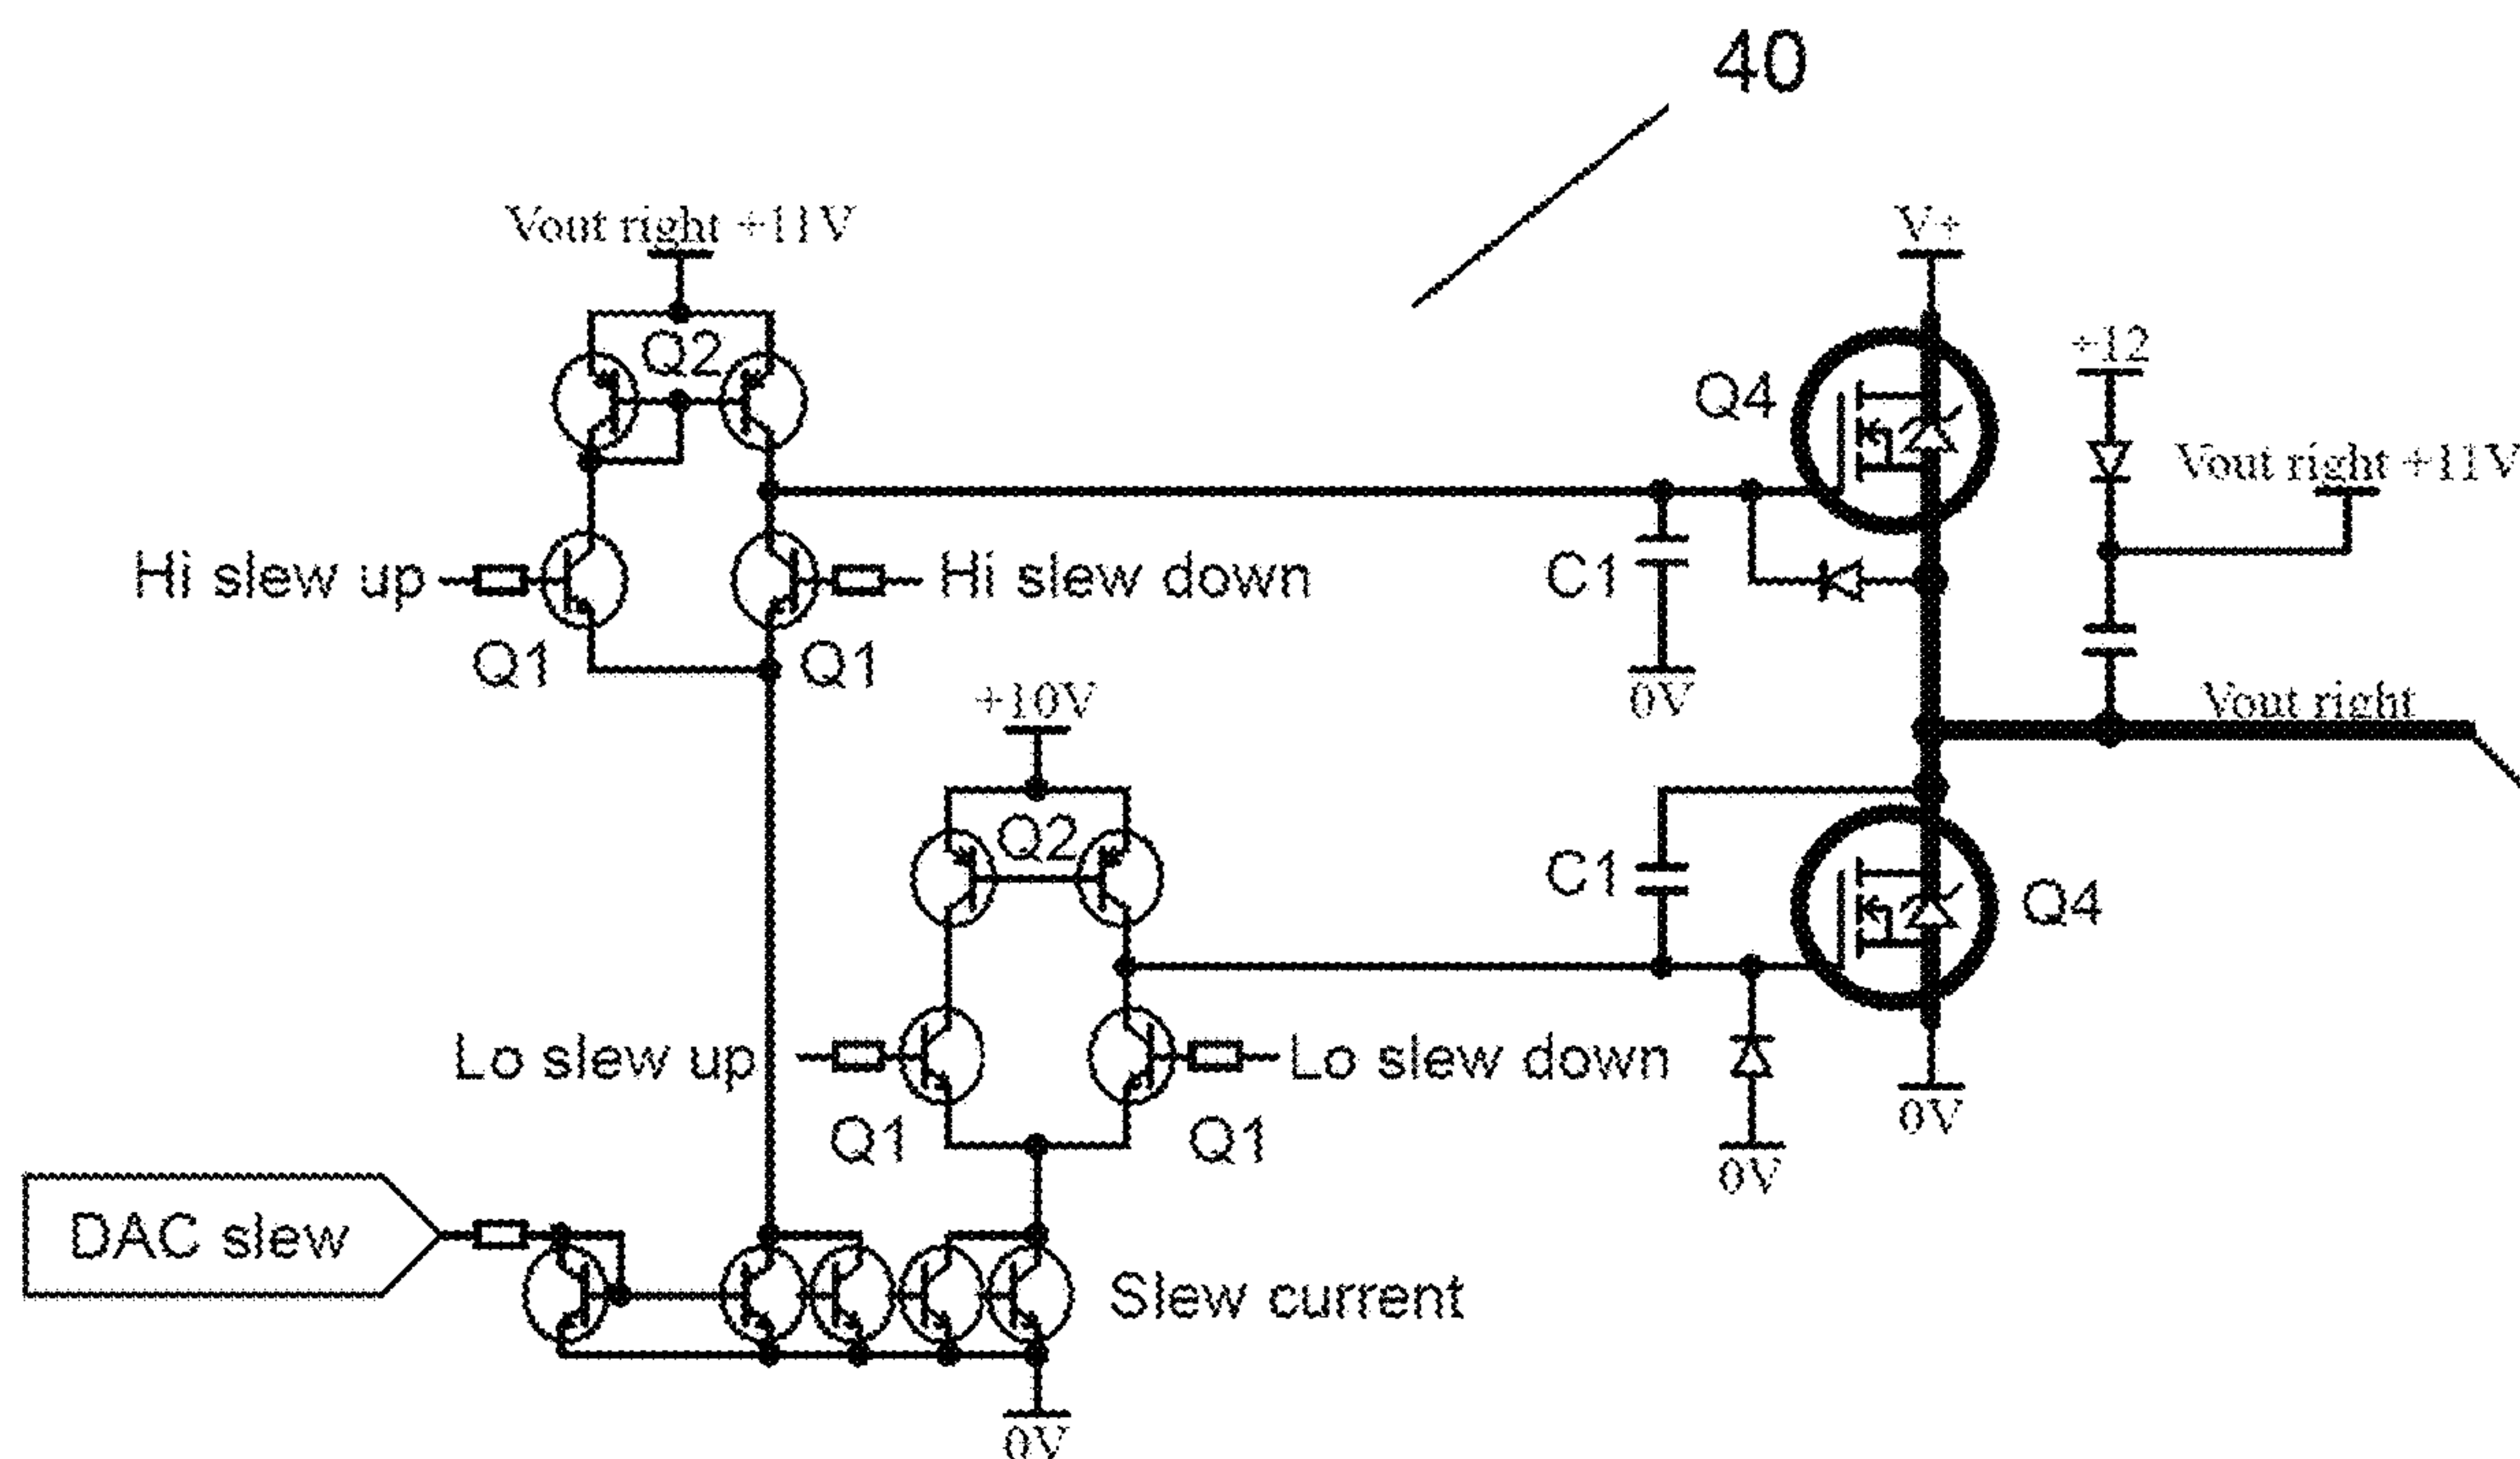 40
Vout right +11V
V+
Q2
+12
Q4
Vout right +11V
Hi slew up
Hi slew down
C1
Q1
Q1
+10V
0V
Vout right
Q2
C1
Q4
Lo slew up
Lo slew down
0V
Q1
Q1
0V
DAC slew
Slew current
0V